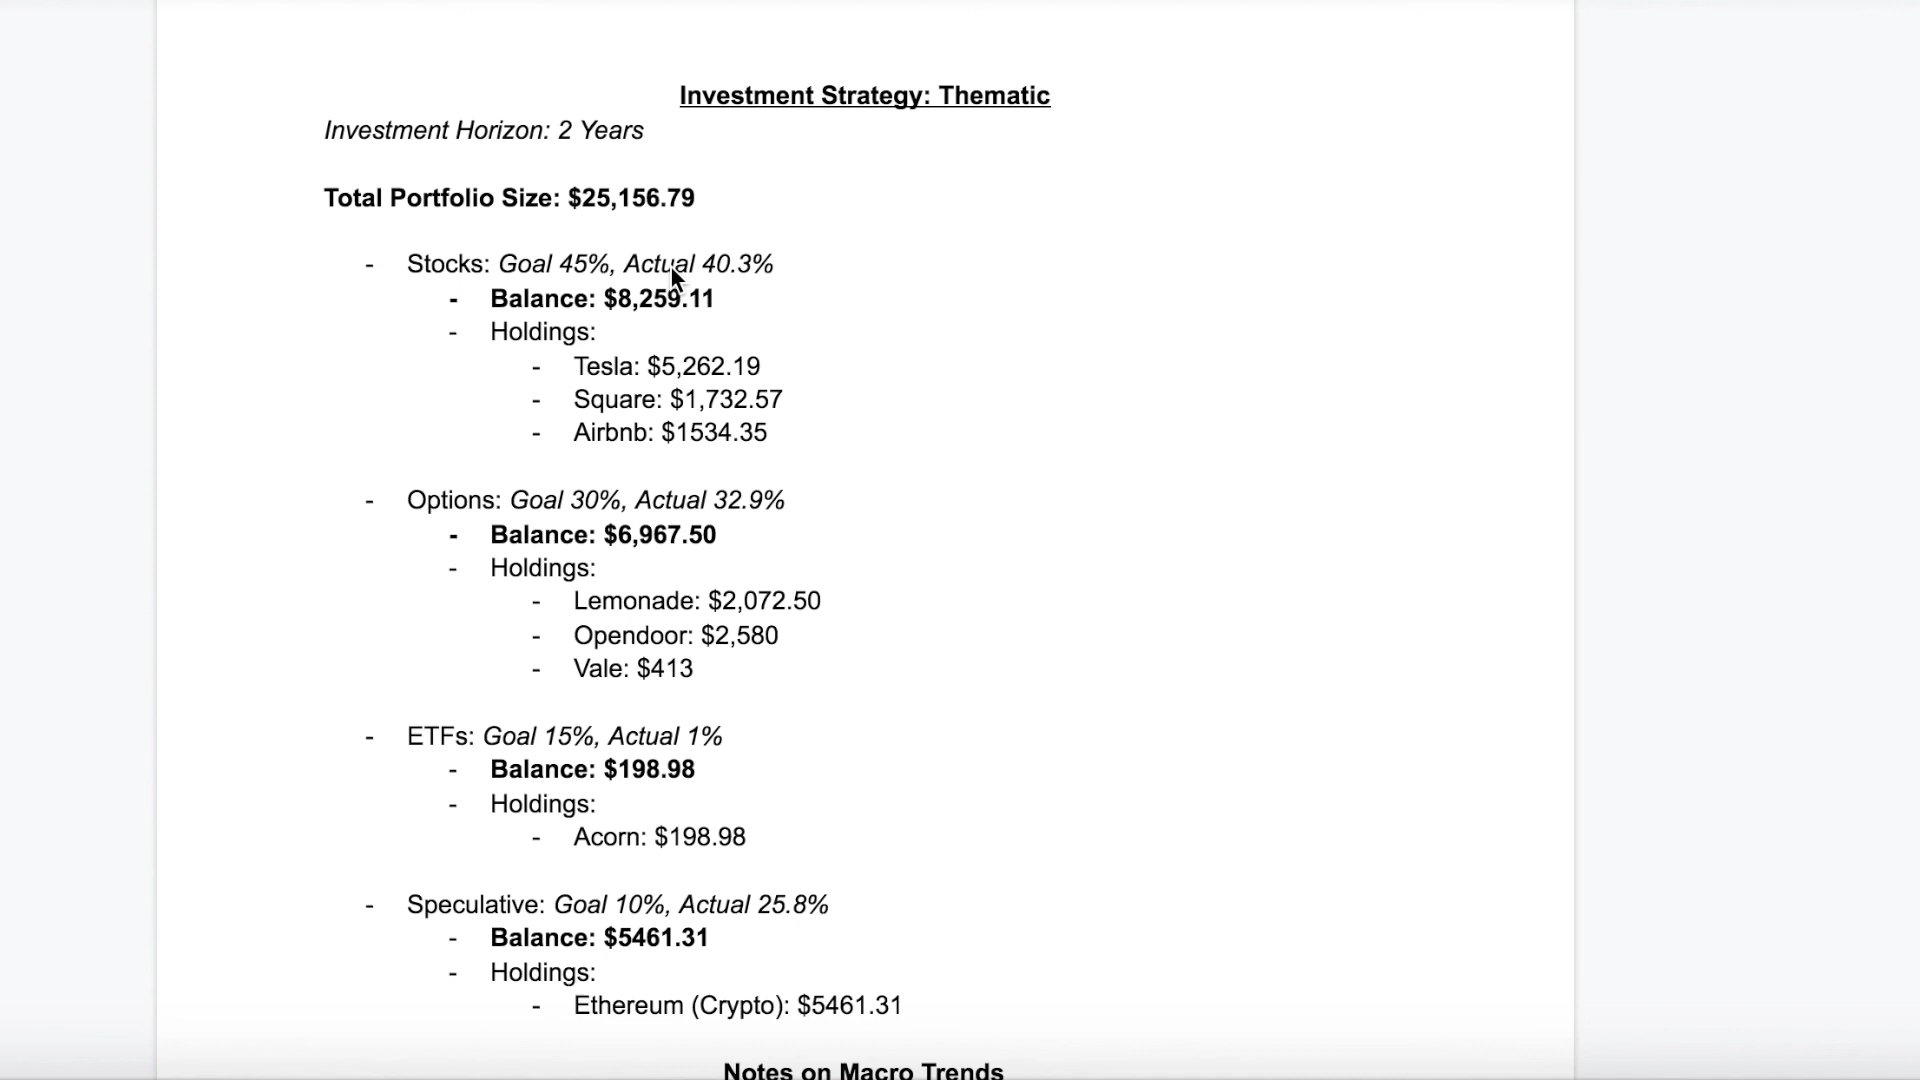 Investment Strategy: Thematic
Investment Horizon: 2 Years
Total Portfolio Size: $25,156.79
- Stocks: Goal 45%, Actual 40.3%
- Balance: $8,259.11
- Holdings:
- Tesla: $5,262.19
- Square: $1,732.57
- Airbnb: $1534.35
- Options: Goal 30%, Actual 32.9%
- Balance: $6,967.50
- Holdings:
- Lemonade: $2,072.50
- Opendoor: $2,580
- Vale: $413
- ETFs: Goal 15%, Actual 1%
- Balance: $198.98
- Holdings:
- Acorn: $198.98
- Speculative: Goal 10%, Actual 25.8%
- Balance: $5461.31
- Holdings:
- Ethereum (Crypto): $5461.31
Notes on Macro Trends